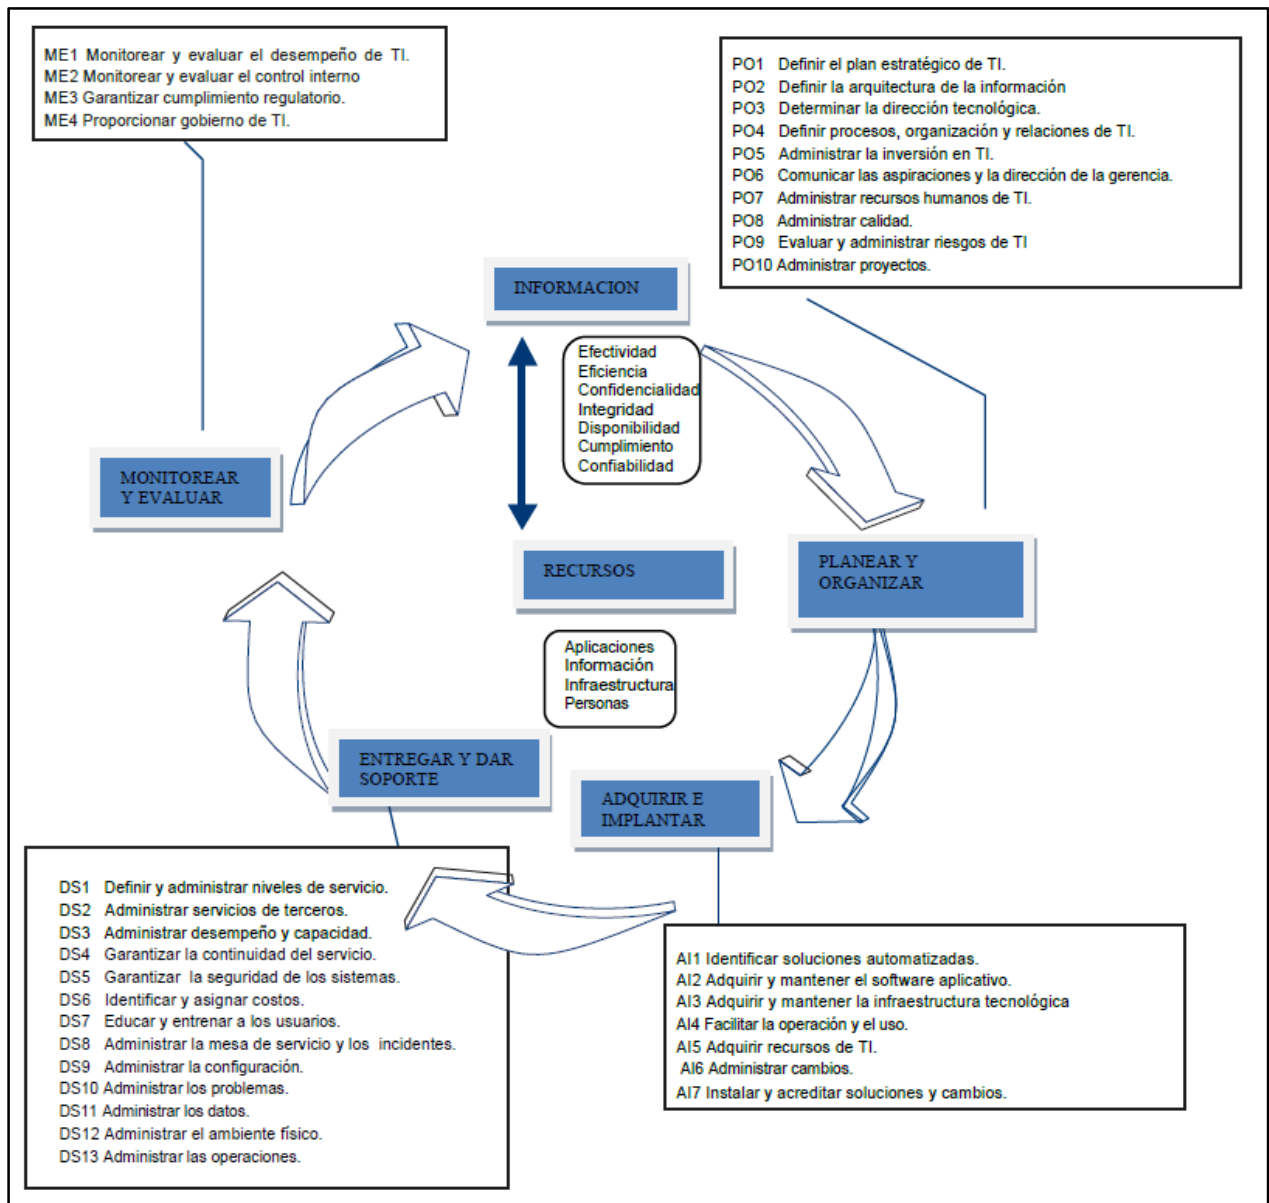 ME1 Monitorear y evaluar el desempeño de TI.
ME2 Monitorear y evaluar el control interno
ME3 Garantizar cumplimiento regulatorio.
ME4 Proporcionar gobierno de TI.
PO1 Definir el plan estratégico de TI.
PO2 Definir la arquitectura de la información
PO3 Determinar la dirección tecnológica.
PO4 Definir procesos, organización y relaciones de TI.
PO5 Administrar la inversión en TI.
PO6 Comunicar las aspiraciones y la dirección de la gerencia.
PO7 Administrar recursos humanos de TI.
PO8 Administrar calidad.
PO9 Evaluar y administrar riesgos de TI
PO10 Administrar proyectos.
INFORMACION
Efectividad
Eficiencia
Confidencialidad
Integridad
Disponibilidad
Cumplimiento
Confiabilidad
MONITOREAR
Y EVALUAR
RECURSOS
PLANEAR Y
ORGANIZAR
Aplicaciones
Información
Infraestructura
Personas
ENTREGAR Y DAR
SOPORTE
ADQUIRIR E
IMPLANTAR
DS1 Definir y administrar niveles de servicio.
DS2 Administrar servicios de terceros.
DS3 Administrar desempeño y capacidad.
DS4 Garantizar la continuidad del servicio.
DS5 Garantizar la seguridad de los sistemas.
DS6 Identificar y asignar costos.
DS7 Educar y entrenar a los usuarios.
DS8 Administrar la mesa de servicio y los incidentes.
DS9 Administrar la configuración.
DS10 Administrar los problemas.
DS11 Administrar los datos.
DS12 Administrar el ambiente físico.
DS13 Administrar las operaciones.
AI1 Identificar soluciones automatizadas.
AI2 Adquirir y mantener el software aplicativo.
AI3 Adquirir y mantener la infraestructura tecnológica
AI4 Facilitar la operación y el uso.
AI5 Adquirir recursos de TI.
AI6 Administrar cambios.
AI7 Instalar y acreditar soluciones y cambios.